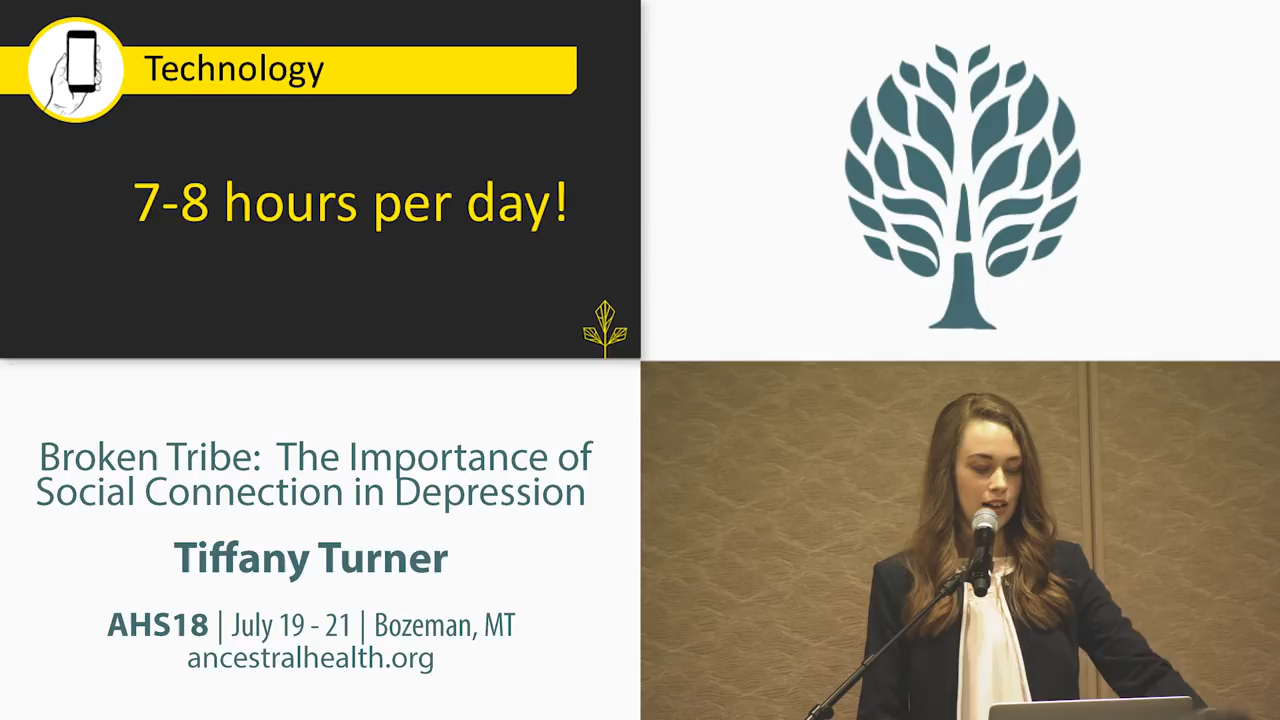 Technology
7-8 hours per day!
Broken Tribe:  The Importance of
Social Connection in Depression
Tiffany Turner
AHS18 | July 19 - 21 | Bozeman, MT
ancestralhealth.org